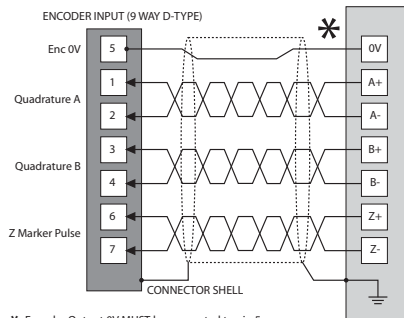 ENCODER INPUT (9 WAY D-TYPE)
*
Enc 0V 5 0V
Quadrature A
1 A+
2 A-
Quadrature B
3 B+
4 B-
Z Marker Pulse
6 Z+
7 Z-
CONNECTOR SHELL